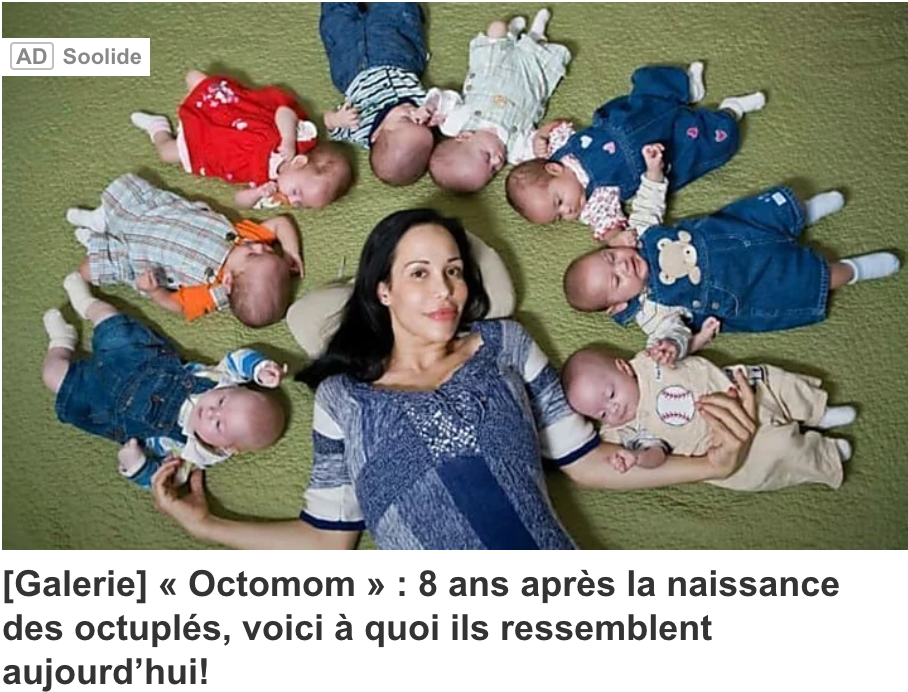 AD Soolide
[Galerie] « Octomom » : 8 ans après la naissance
des octuplés, voici à quoi ils ressemblent
aujourd’hui!